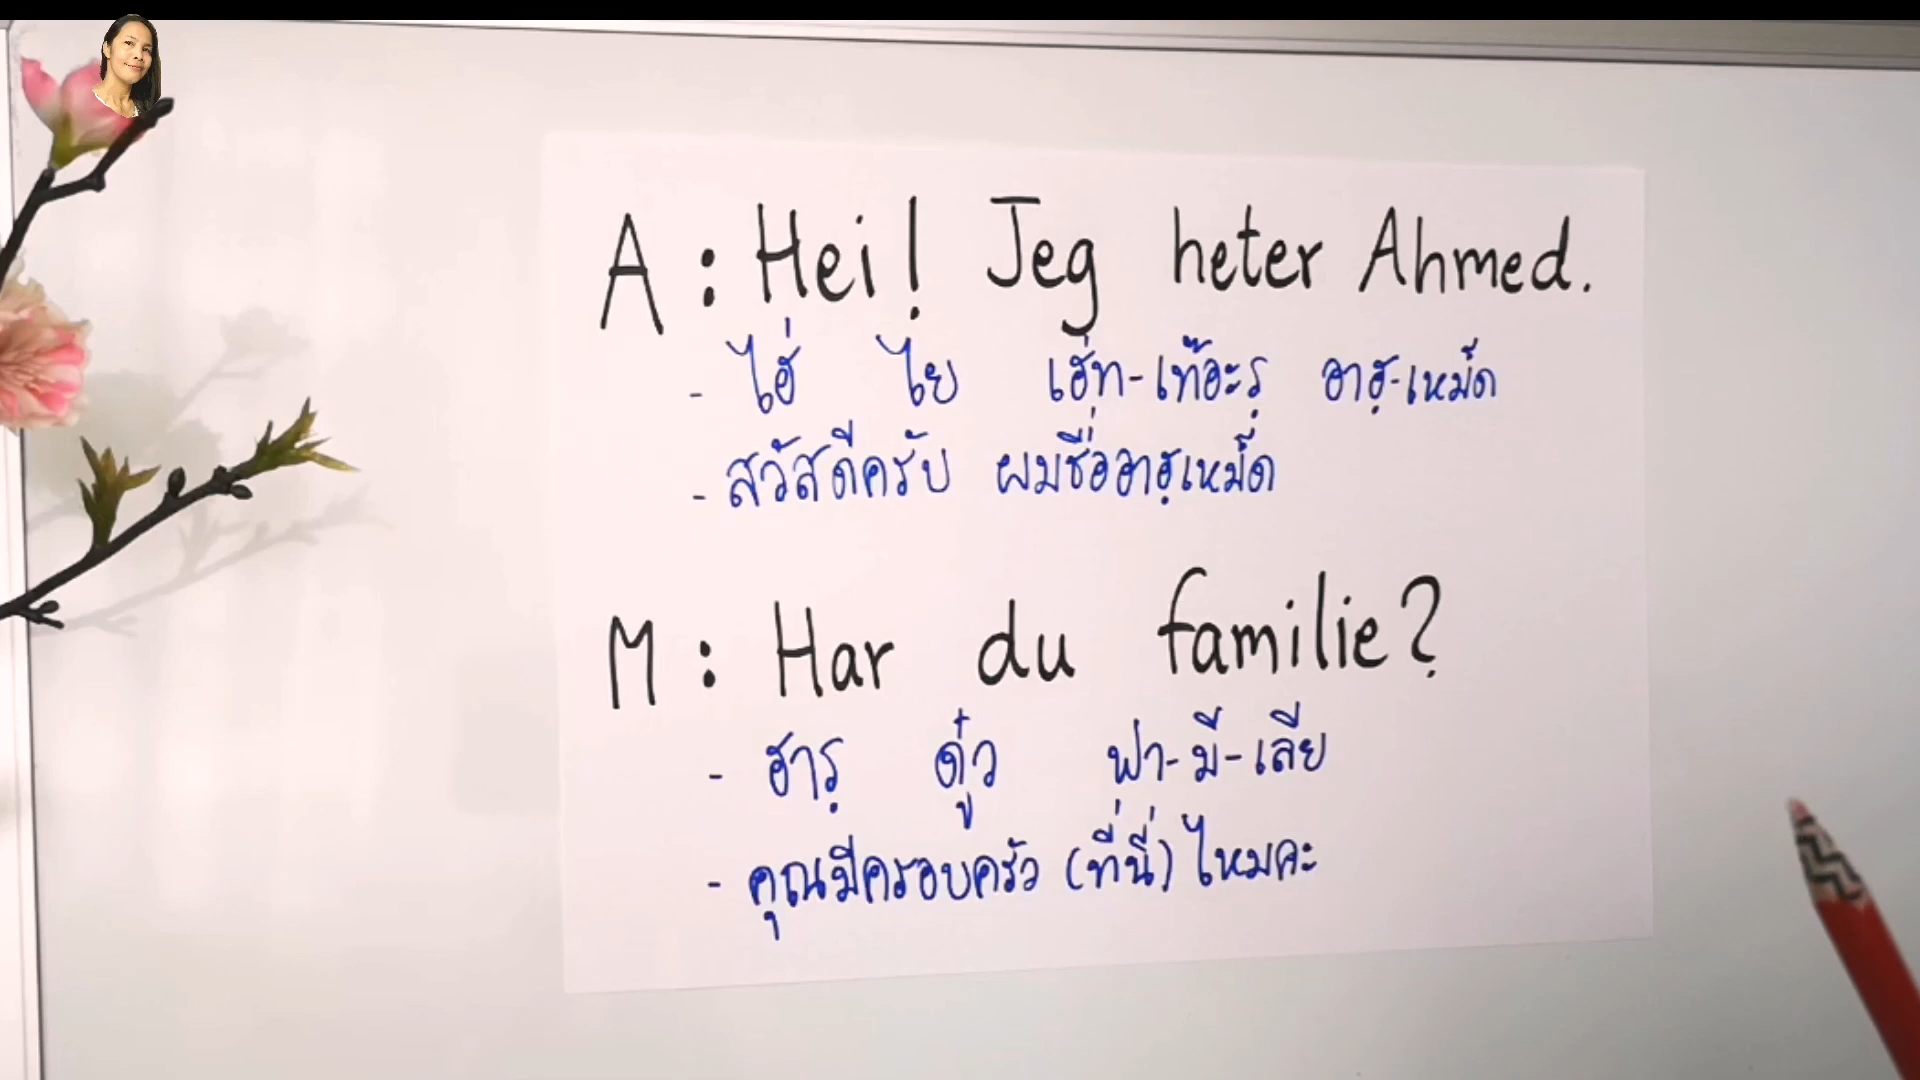 A : Hei! Jeg heter Ahmed.
- ไฮ่ ไย เฮ่ท-เท้อะรฺ อาฮฺ-เหม็ด
- สวัสดีครับ ผมชื่ออาฮฺเหม็ด
M : Har du familie?
- ฮารฺ ดู๋ว ฟา-มี-เลีย
- คุณมีครอบครัว (ที่นี่) ไหมคะ